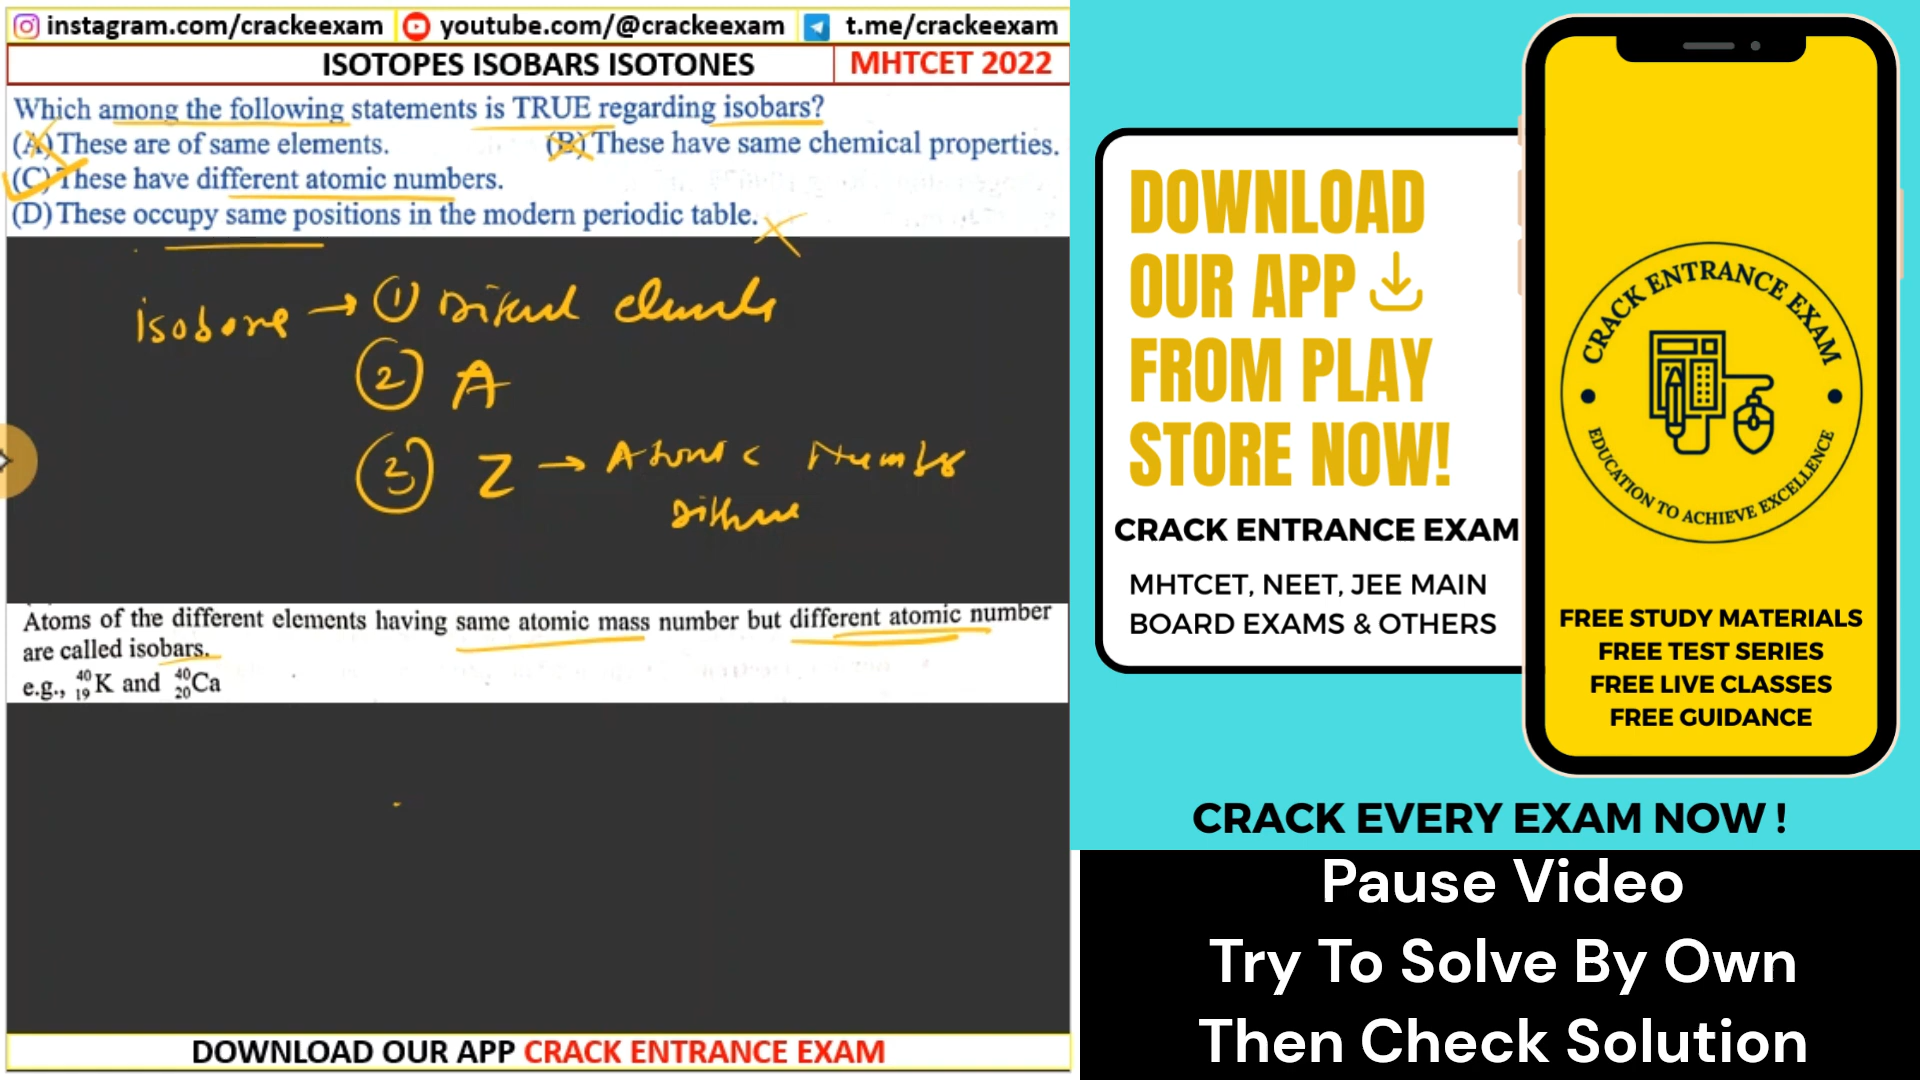 instagram.com/crackeexam youtube.com/@crackeexam t.me/crackeexam
ISOTOPES ISOBARS ISOTONES MHTCET 2022
Which among the following statements is TRUE regarding isobars?
(A) These are of same elements. (B) These have same chemical properties.
(C) These have different atomic numbers.
(D) These occupy same positions in the modern periodic table.
→ ①
② A
Z → Atomic Number
Atoms of the different elements having same atomic mass number but different atomic number
are called isobars.
e.g., ⁴⁰₁₉K and ⁴⁰₂₀Ca
DOWNLOAD OUR APP CRACK ENTRANCE EXAM
DOWNLOAD
OUR APP
FROM PLAY
STORE NOW!
CRACK ENTRANCE EXAM
MHTCET, NEET, JEE MAIN
BOARD EXAMS & OTHERS
CRACK ENTRANCE EXAM
EDUCATION TO ACHIEVE EXCELLENCE
FREE STUDY MATERIALS
FREE TEST SERIES
FREE LIVE CLASSES
FREE GUIDANCE
CRACK EVERY EXAM NOW !
Pause Video
Try To Solve By Own
Then Check Solution